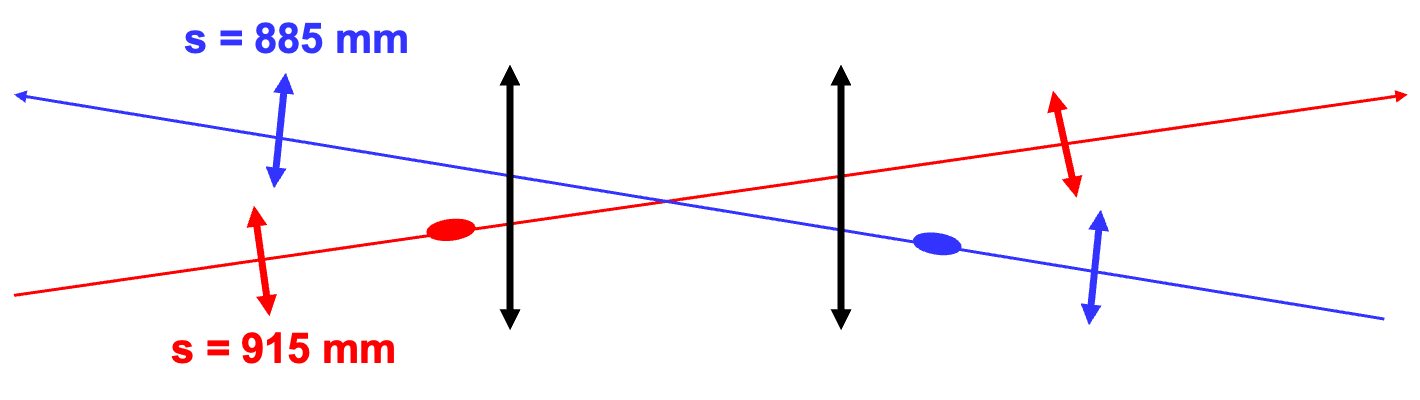 s = 885 mm
s = 915 mm